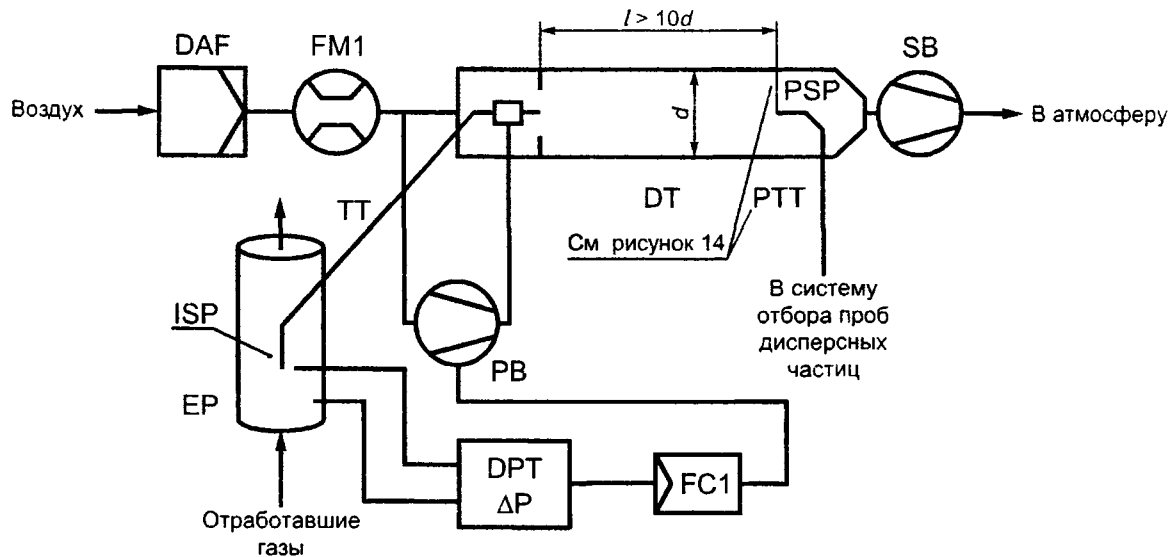 l > 10d
DAF
FM1
SB
Воздух
d
PSP
В атмосферу
TT
DT
PTT
См рисунок 14
ISP
В систему
отбора проб
дисперсных
частиц
PB
EP
DPT
ΔP
FC1
Отработавшие
газы